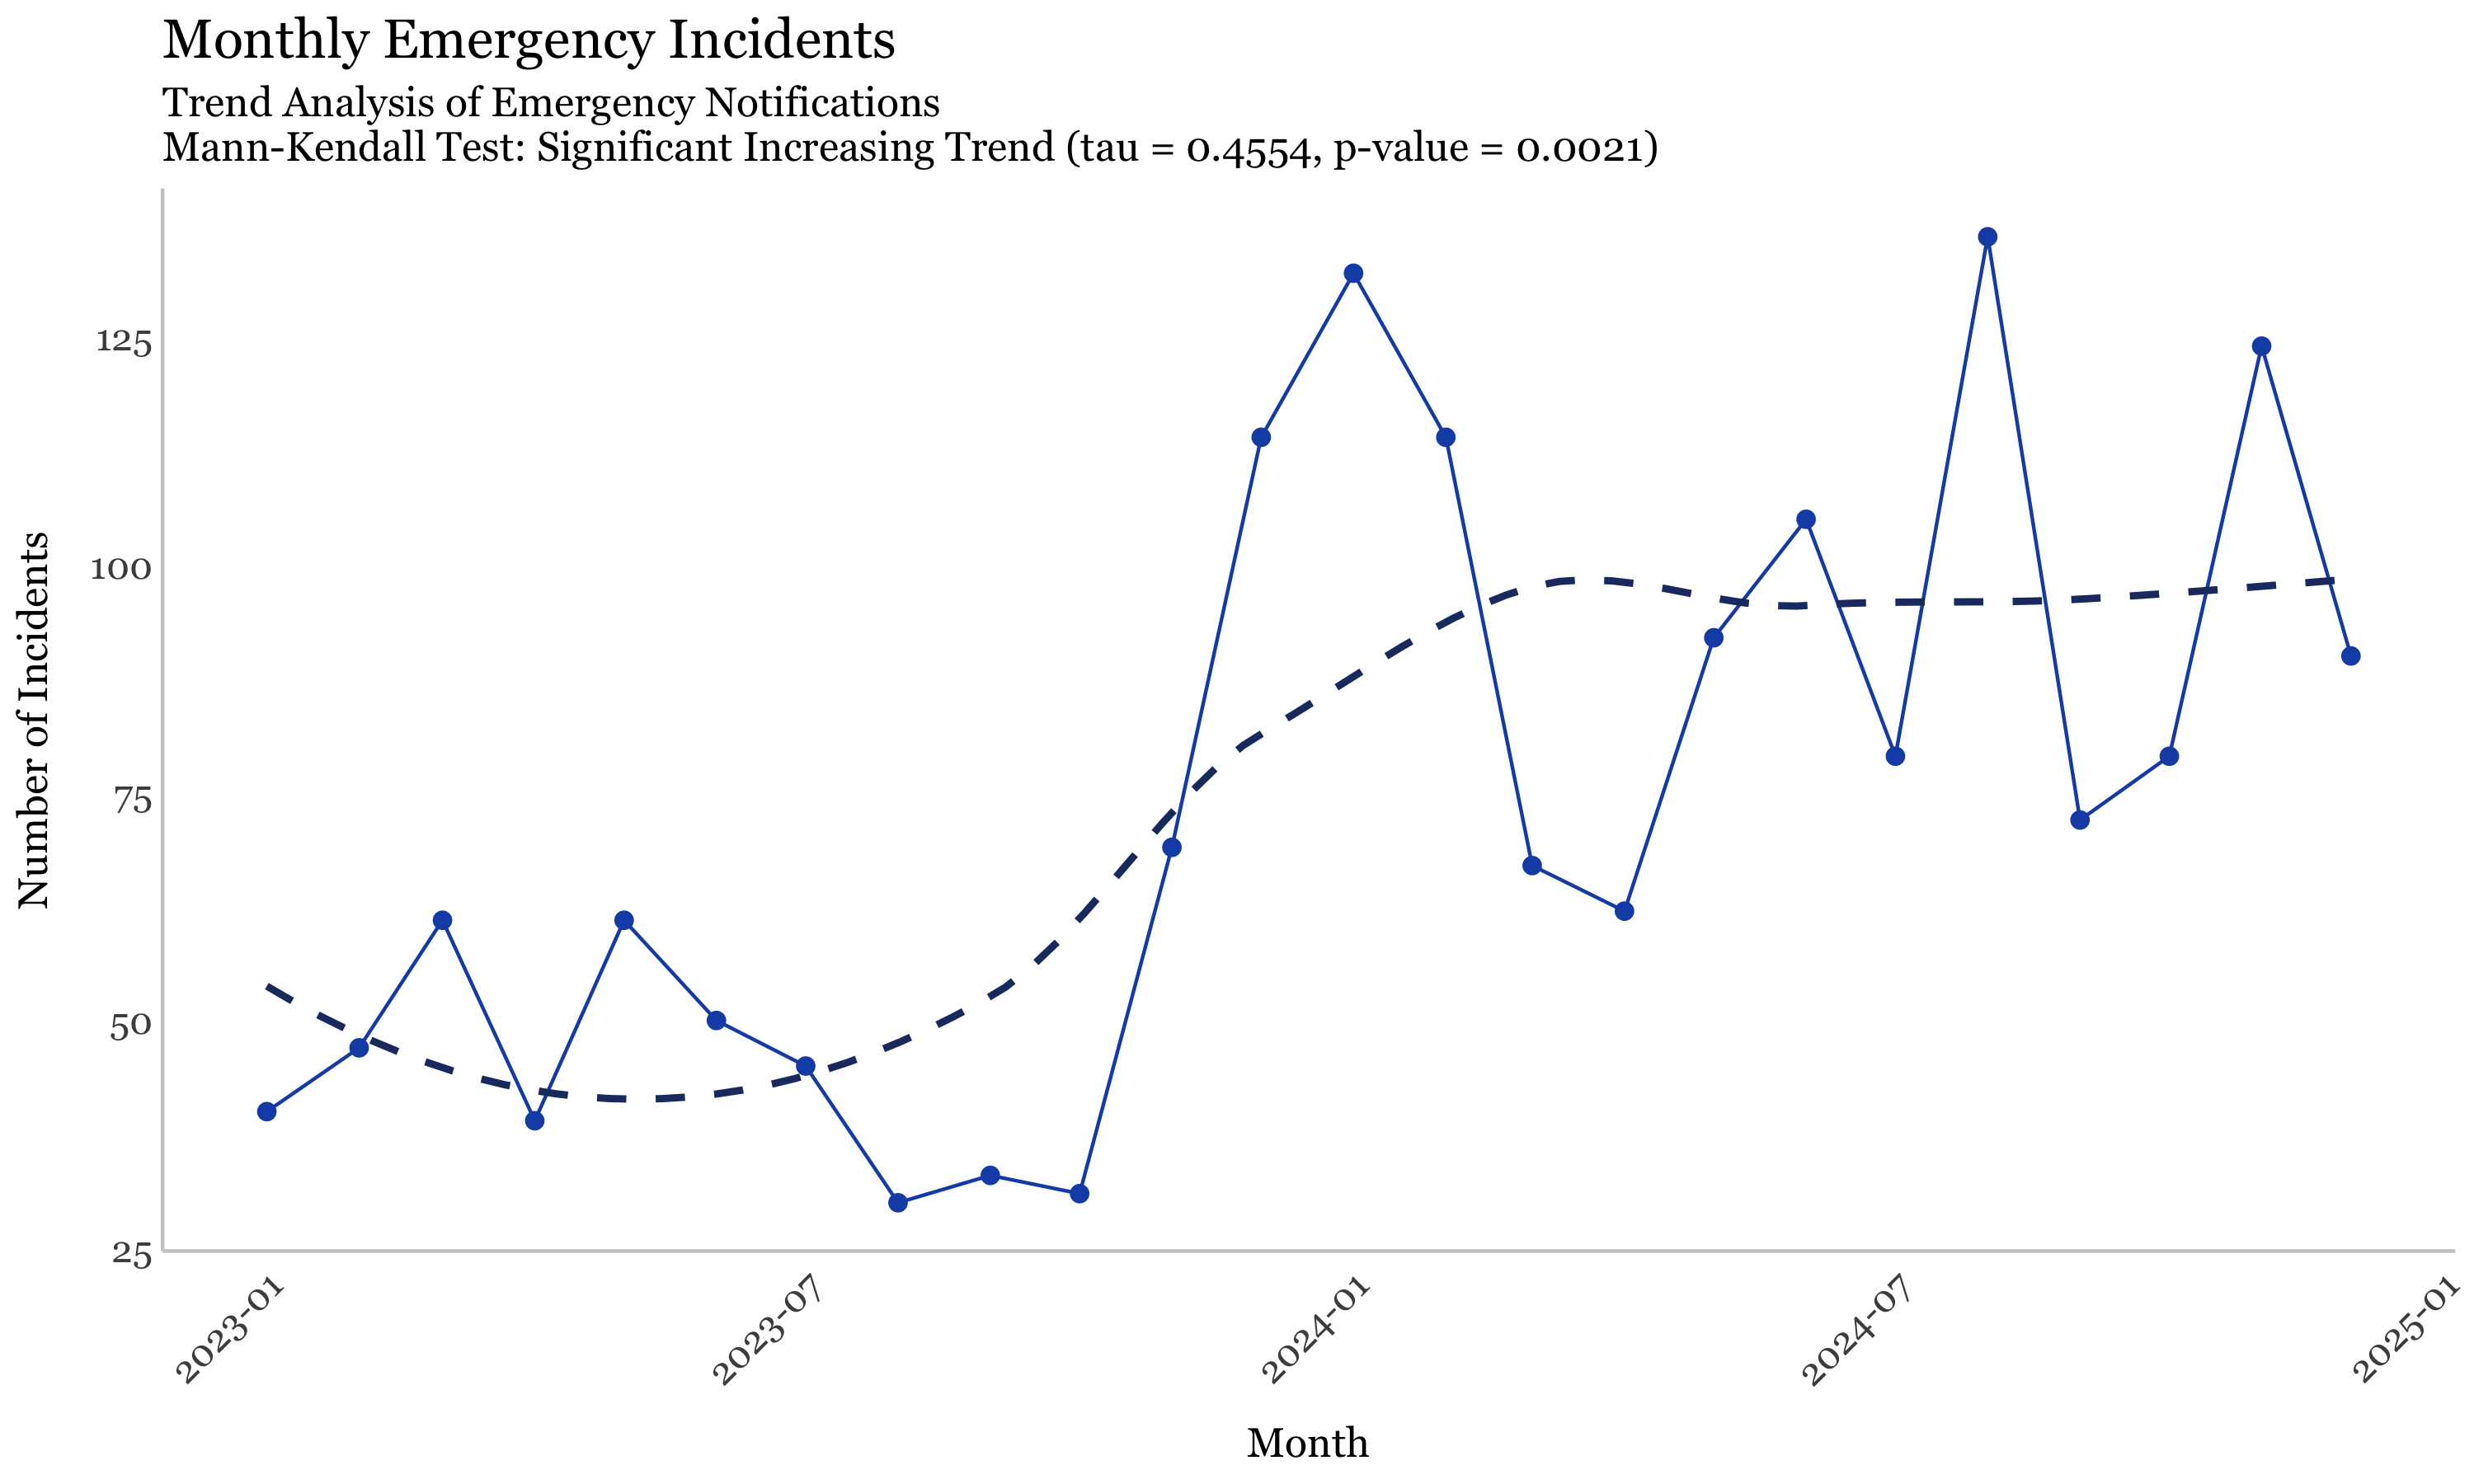 Monthly Emergency Incidents
Trend Analysis of Emergency Notifications
Mann-Kendall Test: Significant Increasing Trend (tau = 0.4554, p-value = 0.0021)
Number of Incidents
125
100
75
50
25
2023-01
2023-07
2024-01
2024-07
2025-01
Month